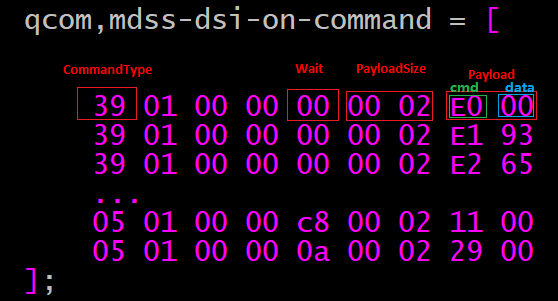 qcom,mdss-dsi-on-command = [
CommandType Wait PayloadSize Payload
cmd data
39 01 00 00 00 00 02 E0 00
39 01 00 00 00 00 02 E1 93
39 01 00 00 00 00 02 E2 65
...
05 01 00 00 c8 00 02 11 00
05 01 00 00 0a 00 02 29 00
];